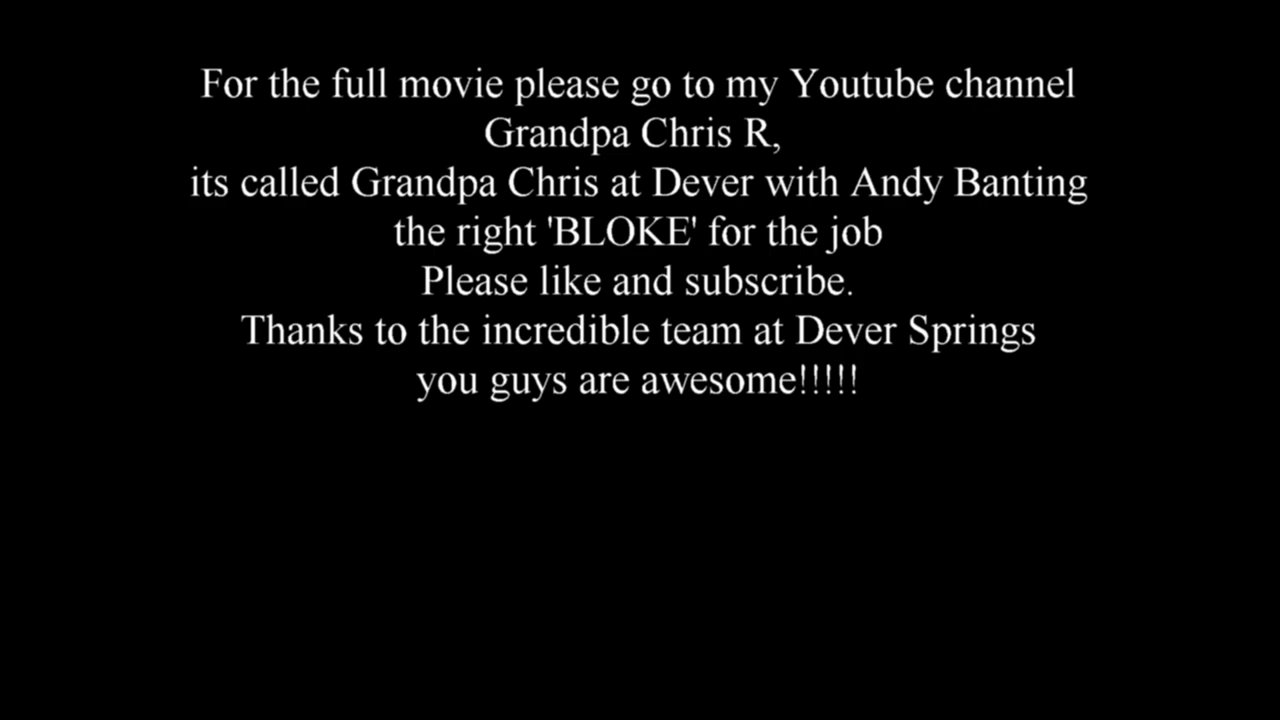 For the full movie please go to my Youtube channel
Grandpa Chris R,
its called Grandpa Chris at Dever with Andy Banting
the right 'BLOKE' for the job
Please like and subscribe.
Thanks to the incredible team at Dever Springs
you guys are awesome!!!!!